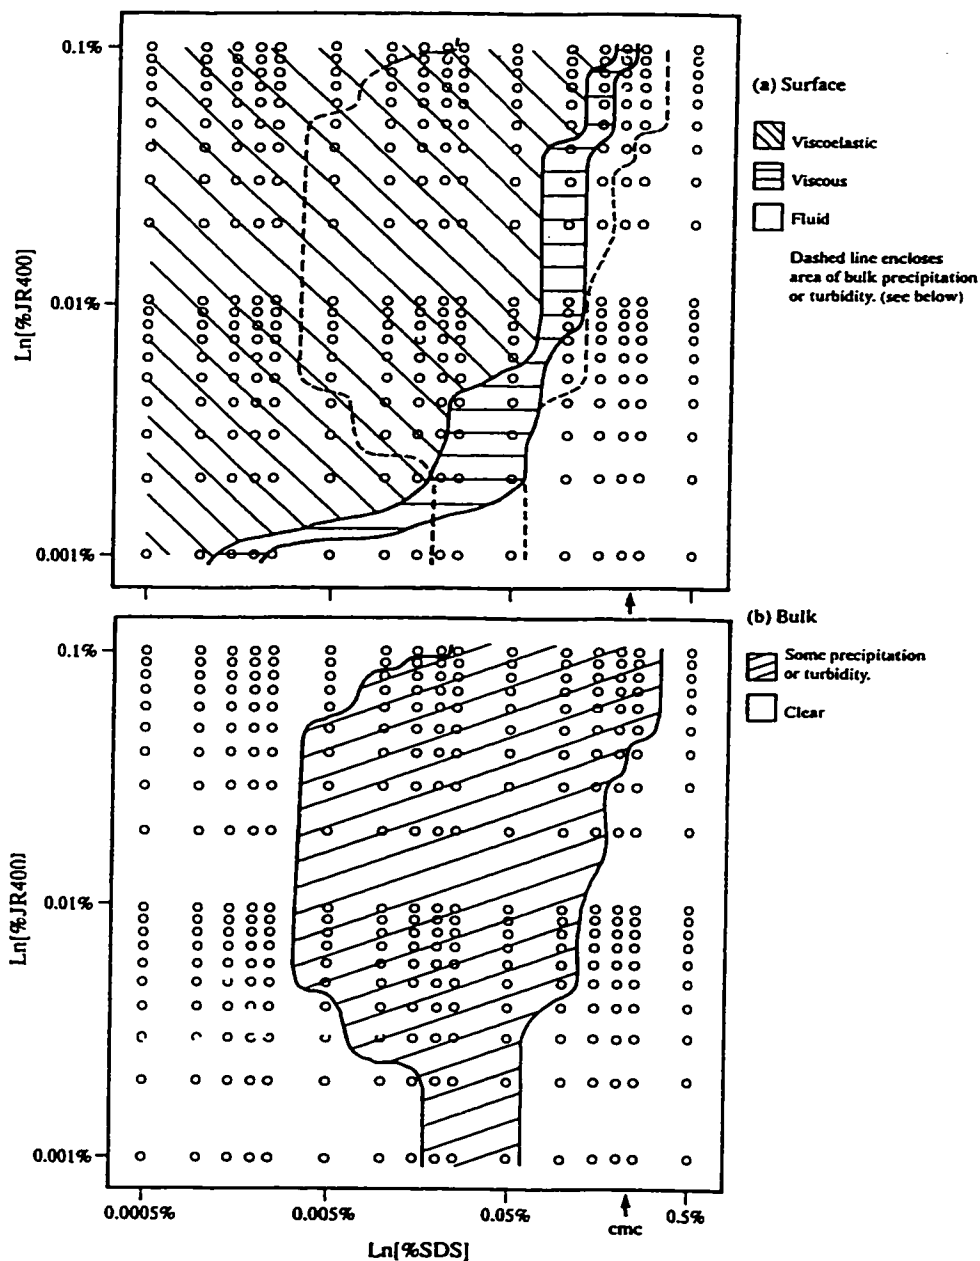 0.1%
0.01%
0.001%
Ln[%JR400]
(a) Surface
Viscoelastic
Viscous
Fluid
Dashed line encloses
area of bulk precipitation
or turbidity. (see below)
(b) Bulk
Some precipitation
or turbidity.
Clear
0.1%
0.01%
0.001%
Ln[%JR400]
0.0005%
0.005%
0.05%
0.5%
cmc
Ln[%SDS]